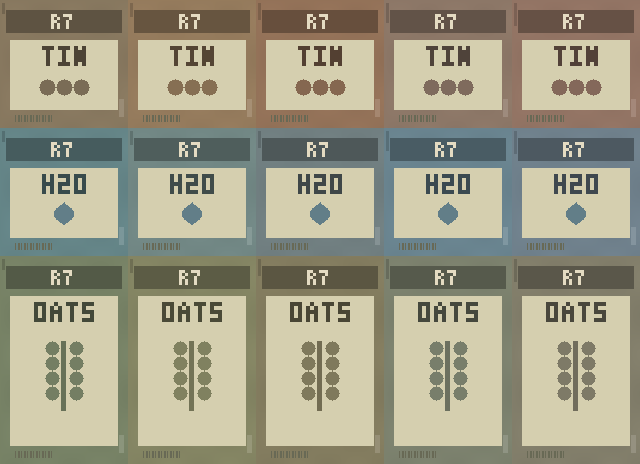 R7 R7 R7 R7 R7
TIN TIN TIN TIN TIN
R7 R7 R7 R7 R7
H2O H2O H2O H2O H2O
R7 R7 R7 R7 R7
OATS OATS OATS OATS OATS